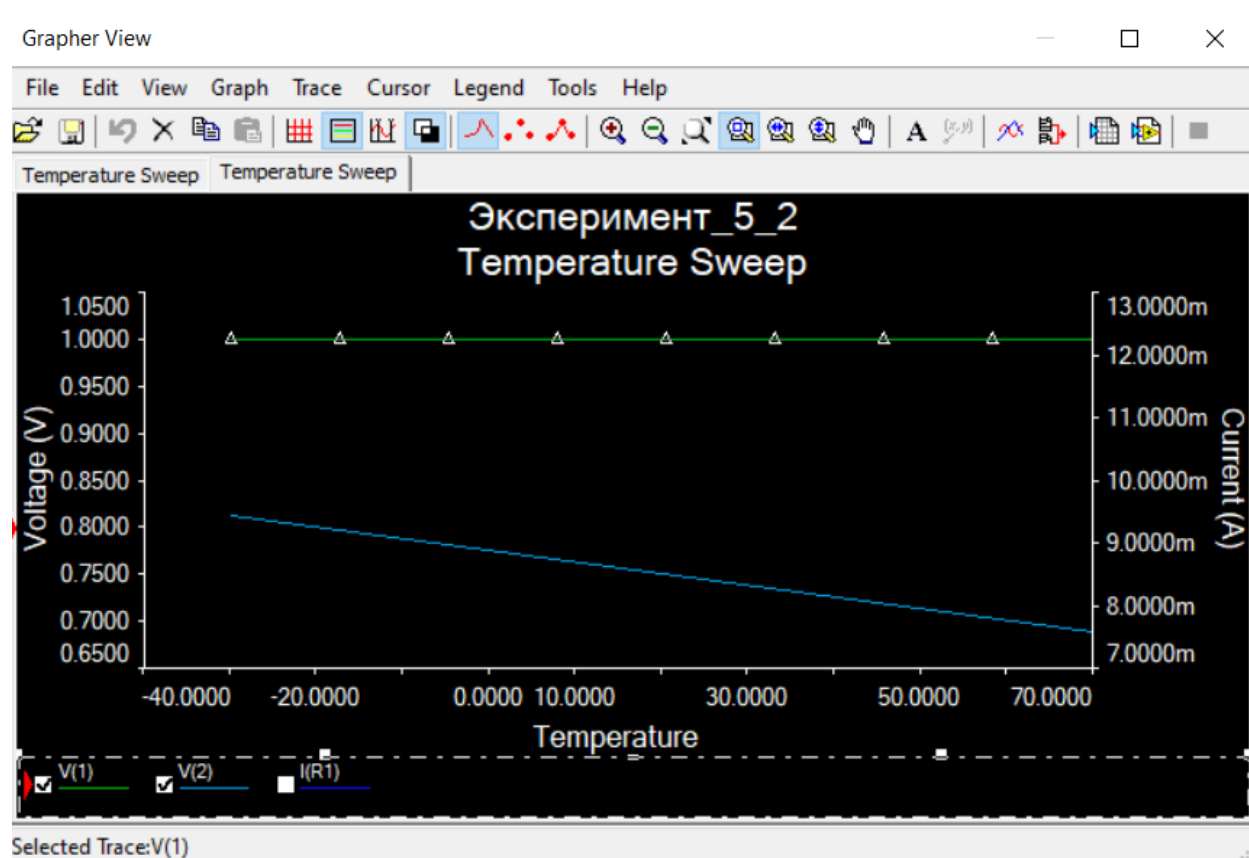 Grapher View
File Edit View Graph Trace Cursor Legend Tools Help
A (x,y)
Temperature Sweep Temperature Sweep
Эксперимент_5_2
Temperature Sweep
1.0500 13.0000m
1.0000 12.0000m
0.9500
0.9000 11.0000m
0.8500 10.0000m
0.8000 9.0000m
0.7500
0.7000 8.0000m
0.6500 7.0000m
Voltage (V)
Current (A)
-40.0000 -20.0000 0.0000 10.0000 30.0000 50.0000 70.0000
Temperature
V(1) V(2) I(R1)
Selected Trace:V(1)